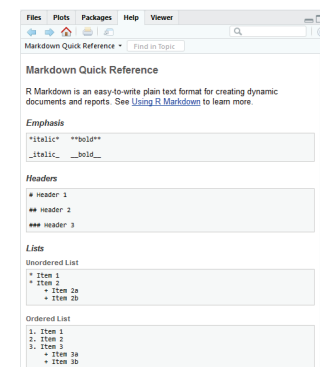 Files Plots Packages Help Viewer
Markdown Quick Reference Find in Topic
Markdown Quick Reference
R Markdown is an easy-to-write plain text format for creating dynamic
documents and reports. See Using R Markdown to learn more.
Emphasis
*italic* **bold**
_italic_ __bold__
Headers
# Header 1
## Header 2
### Header 3
Lists
Unordered List
* Item 1
* Item 2
+ Item 2a
+ Item 2b
Ordered List
1. Item 1
2. Item 2
3. Item 3
+ Item 3a
+ Item 3b